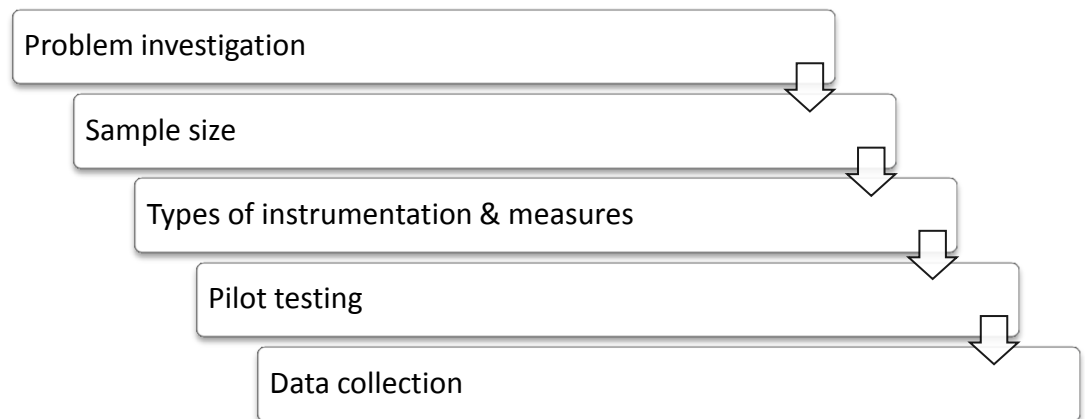 Problem investigation
Sample size
Types of instrumentation & measures
Pilot testing
Data collection